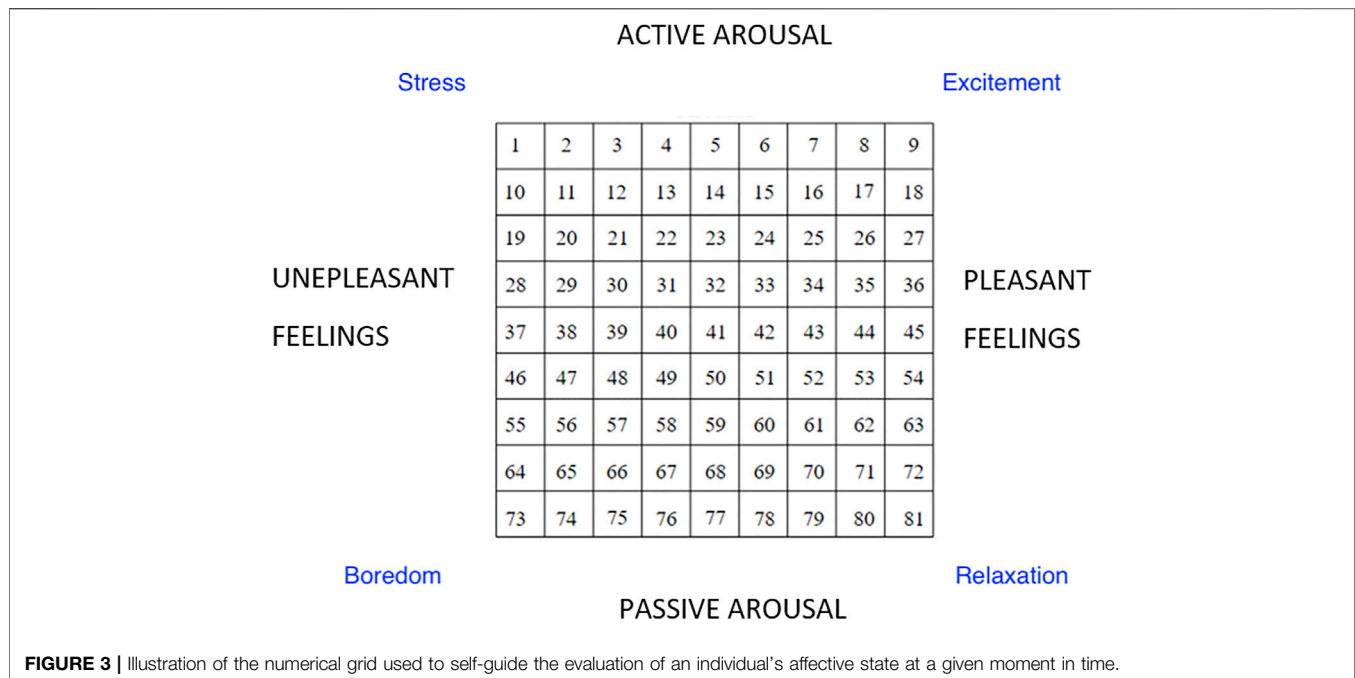 ACTIVE AROUSAL
Stress Excitement
1 2 3 4 5 6 7 8 9
10 11 12 13 14 15 16 17 18
19 20 21 22 23 24 25 26 27
UNEPLEASANT
FEELINGS
28 29 30 31 32 33 34 35 36
37 38 39 40 41 42 43 44 45
PLEASANT
FEELINGS
46 47 48 49 50 51 52 53 54
55 56 57 58 59 60 61 62 63
64 65 66 67 68 69 70 71 72
73 74 75 76 77 78 79 80 81
Boredom Relaxation
PASSIVE AROUSAL
FIGURE 3 | Illustration of the numerical grid used to self-guide the evaluation of an individual's affective state at a given moment in time.